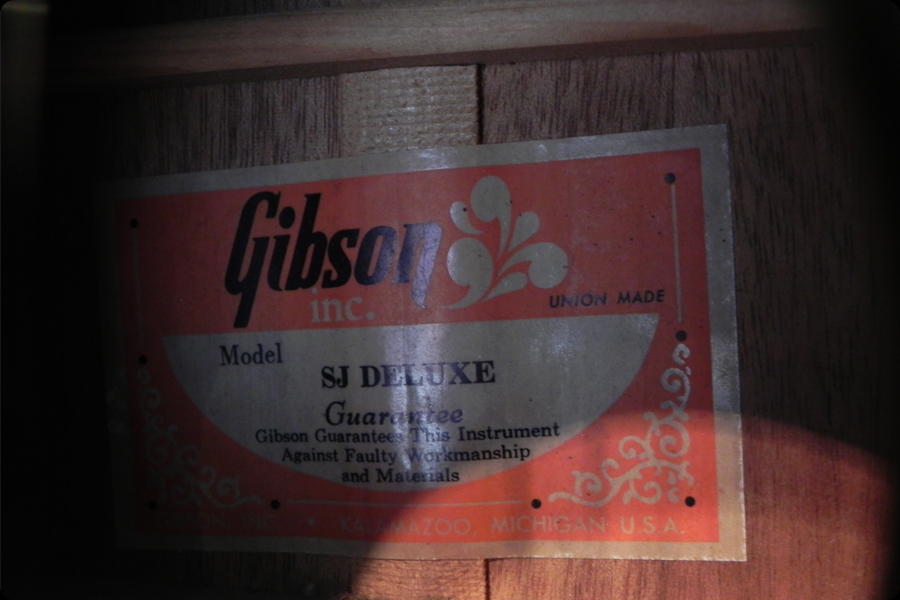 Gibson
inc.
UNION MADE
Model
SJ DELUXE
Guarantee
Gibson Guarantees This Instrument
Against Faulty Workmanship
and Materials
KALAMAZOO, MICHIGAN U.S.A.